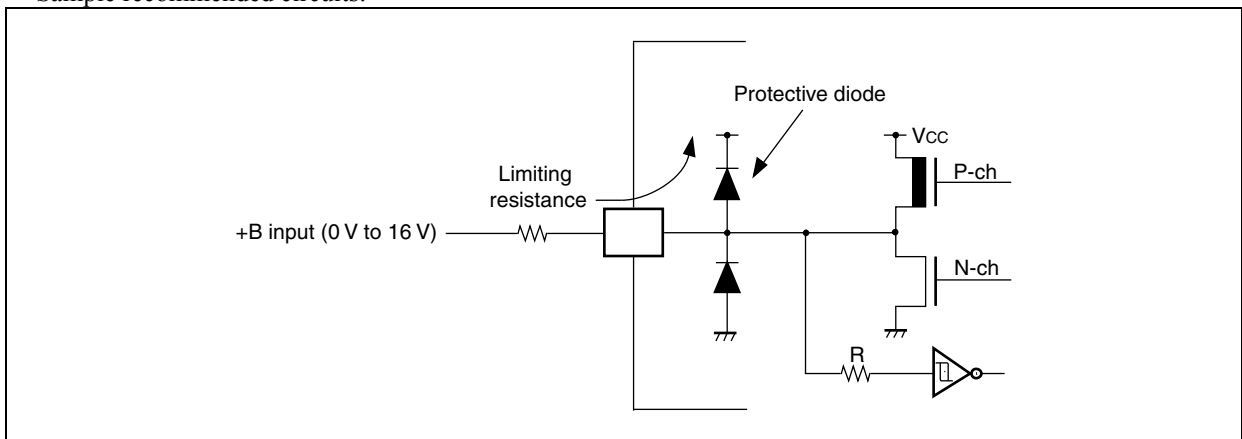 Sample recommended circuits:
Protective diode
VCC
P-ch
Limiting
resistance
+B input (0 V to 16 V)
N-ch
R